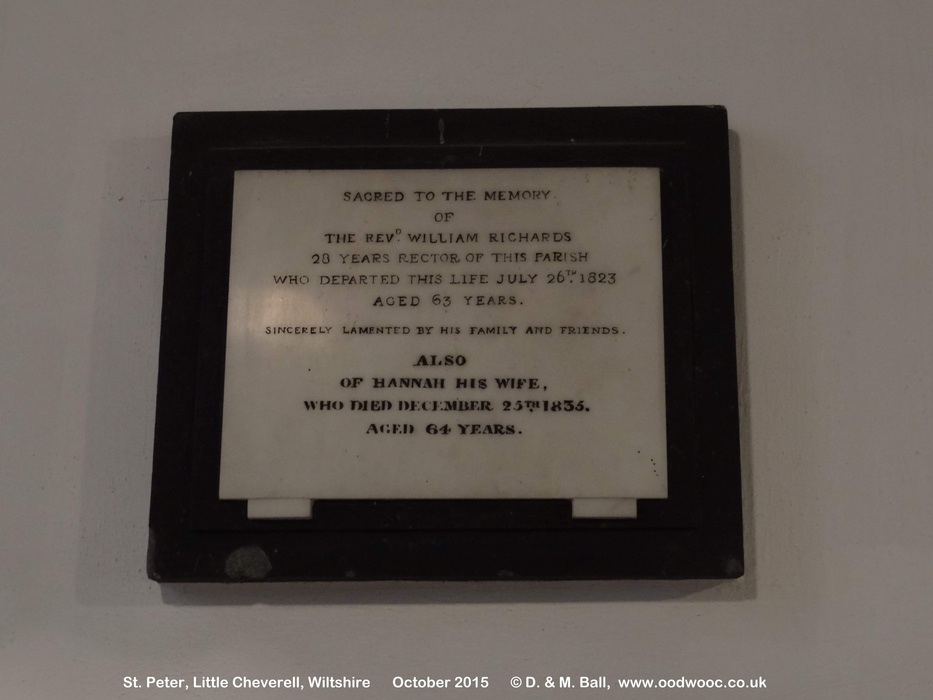 SACRED TO THE MEMORY.
OF
THE REVD. WILLIAM RICHARDS
28 YEARS RECTOR OF THIS PARISH
WHO DEPARTED THIS LIFE JULY 26TH. 1823
AGED 63 YEARS.
SINCERELY LAMENTED BY HIS FAMILY AND FRIENDS.
ALSO
OF HANNAH HIS WIFE,
WHO DIED DECEMBER 25TH 1835.
AGED 64 YEARS.
St. Peter, Little Cheverell, Wiltshire October 2015 © D. & M. Ball, www.oodwooc.co.uk